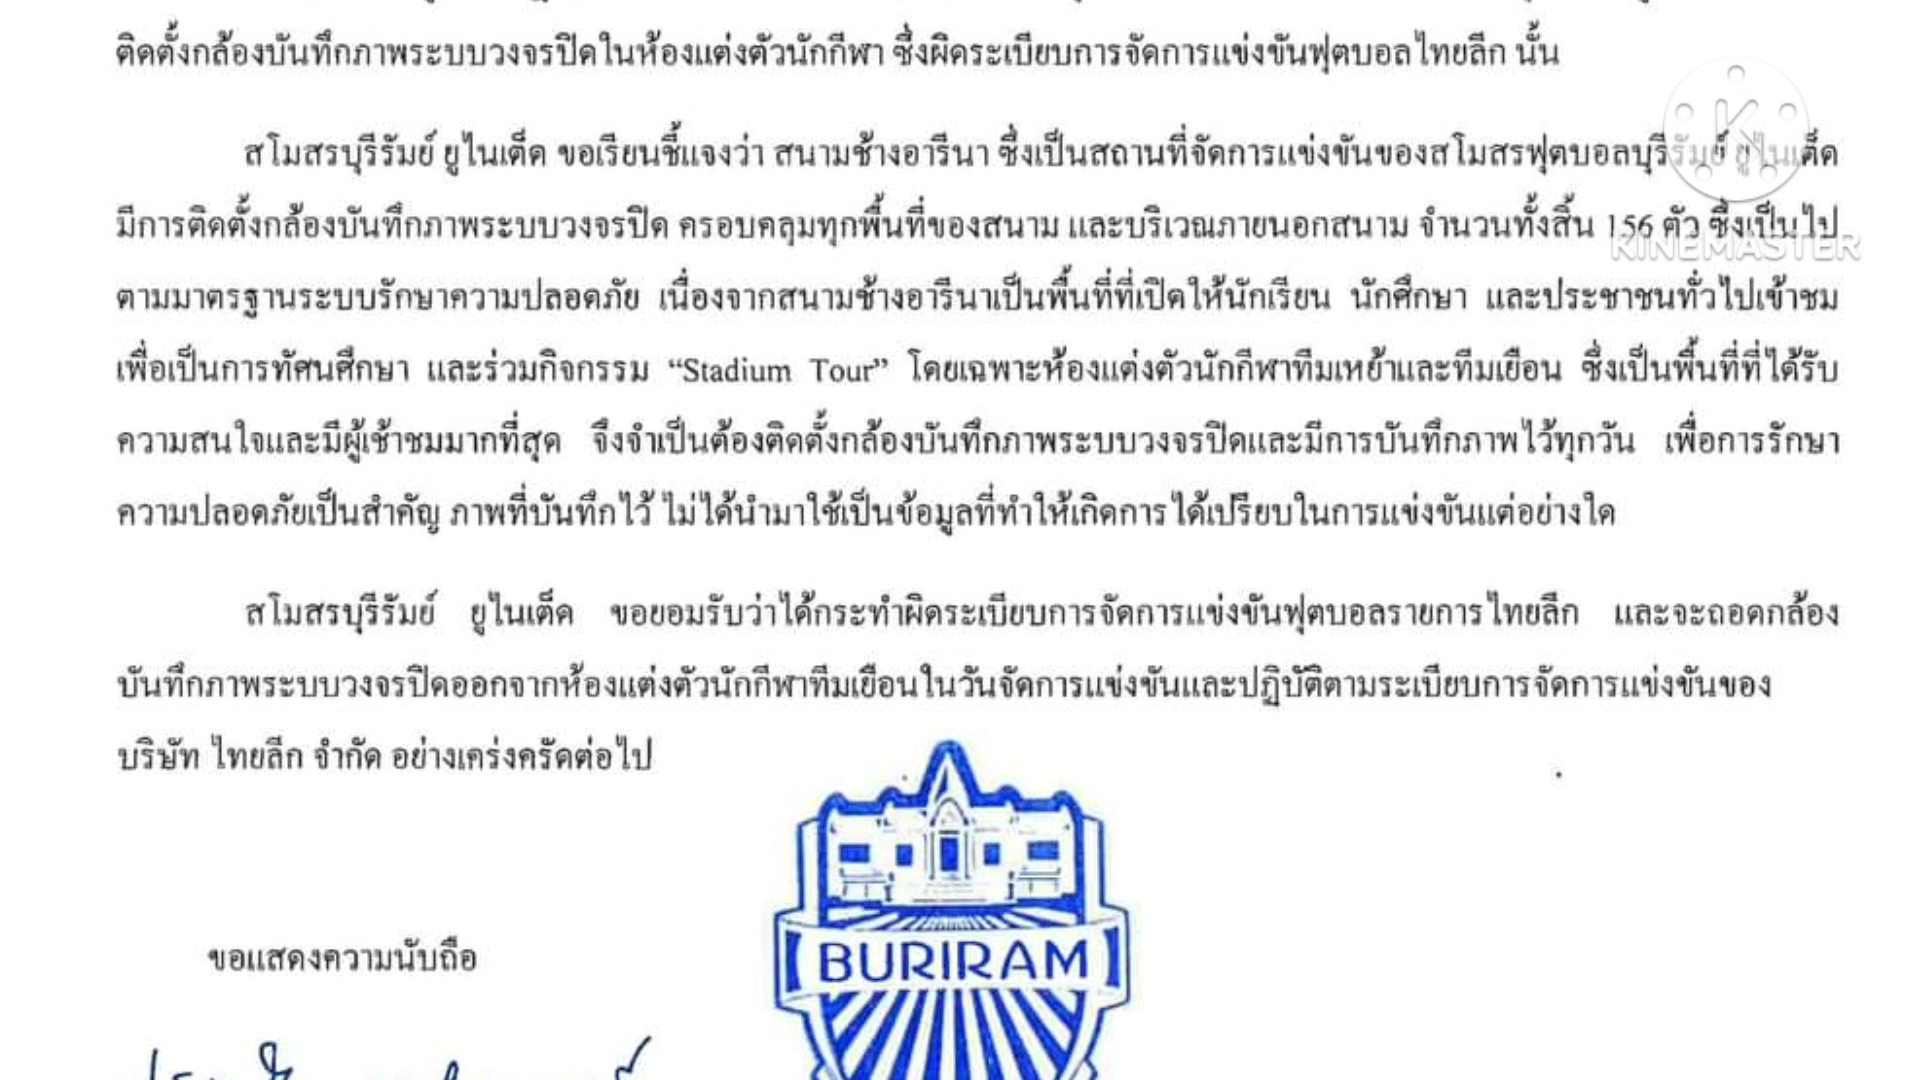 ติดตั้งกล้องบันทึกภาพระบบวงจรปิดในห้องแต่งตัวนักกีฬา ซึ่งผิดระเบียบการจัดการแข่งขันฟุตบอลไทยลีก นั้น
สโมสรบุรีรัมย์ ยูไนเต็ด ขอเรียนชี้แจงว่า สนามช้างอารีนา ซึ่งเป็นสถานที่จัดการแข่งขันของสโมสรฟุตบอลบุรีรัมย์ ยูไนเต็ด
มีการติดตั้งกล้องบันทึกภาพระบบวงจรปิด ครอบคลุมทุกพื้นที่ของสนาม และบริเวณภายนอกสนาม จำนวนทั้งสิ้น 156 ตัว ซึ่งเป็นไป
KINEMASTER
ตามมาตรฐานระบบรักษาความปลอดภัย เนื่องจากสนามช้างอารีนาเป็นพื้นที่ที่เปิดให้นักเรียน นักศึกษา และประชาชนทั่วไปเข้าชม
เพื่อเป็นการทัศนศึกษา และร่วมกิจกรรม “Stadium Tour” โดยเฉพาะห้องแต่งตัวนักกีฬาทีมเหย้าและทีมเยือน ซึ่งเป็นพื้นที่ที่ได้รับ
ความสนใจและมีผู้เช้าชมมากที่สุด จึงจำเป็นต้องติดตั้งกล้องบันทึกภาพระบบวงจรปิดและมีการบันทึกภาพไว้ทุกวัน เพื่อการรักษา
ความปลอดภัยเป็นสำคัญ ภาพที่บันทึกไว้ ไม่ได้นำมาใช้เป็นข้อมูลที่ทำให้เกิดการได้เปรียบในการแข่งขันแต่อย่างใด
สโมสรบุรีรัมย์ ยูไนเต็ด ขอยอมรับว่าได้กระทำผิดระเบียบการจัดการแข่งขันฟุตบอลรายการไทยลีก และจะถอดกล้อง
บันทึกภาพระบบวงจรปิดออกจากห้องแต่งตัวนักกีฬาทีมเยือนในวันจัดการแข่งขันและปฏิบัติตามระเบียบการจัดการแข่งขันของ
บริษัท ไทยลีก จำกัด อย่างเคร่งครัดต่อไป
ขอแสดงความนับถือ
BURIRAM